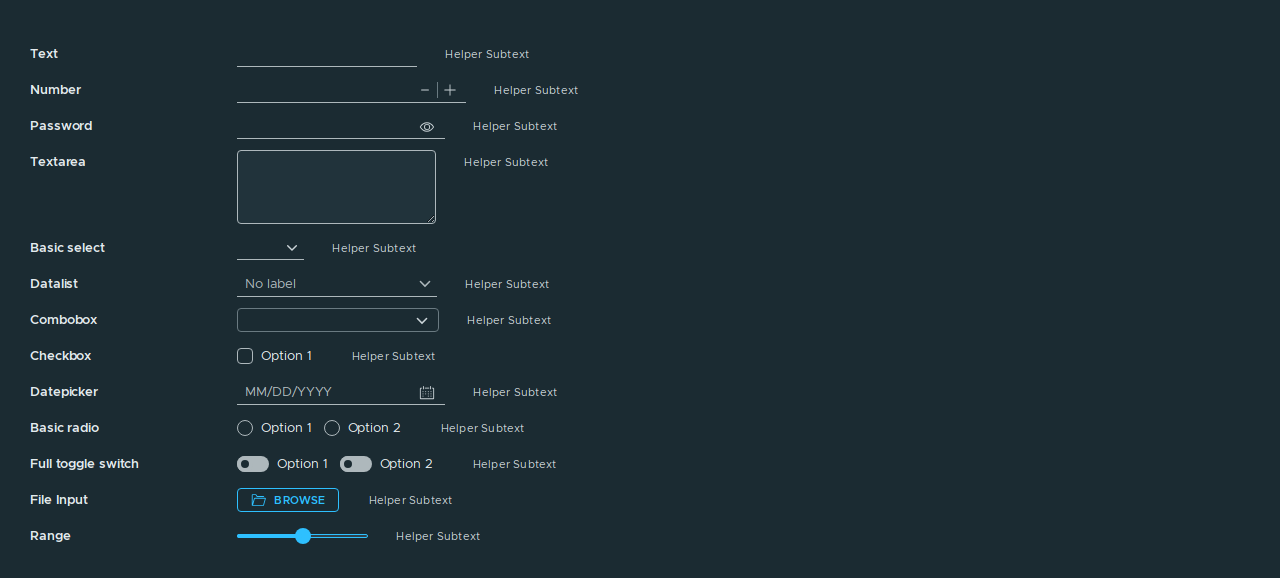 Text Helper Subtext
Number Helper Subtext
Password Helper Subtext
Textarea Helper Subtext
Basic select Helper Subtext
Datalist No label Helper Subtext
Combobox Helper Subtext
Checkbox Option 1 Helper Subtext
Datepicker MM/DD/YYYY Helper Subtext
Basic radio Option 1 Option 2 Helper Subtext
Full toggle switch Option 1 Option 2 Helper Subtext
File Input BROWSE Helper Subtext
Range Helper Subtext